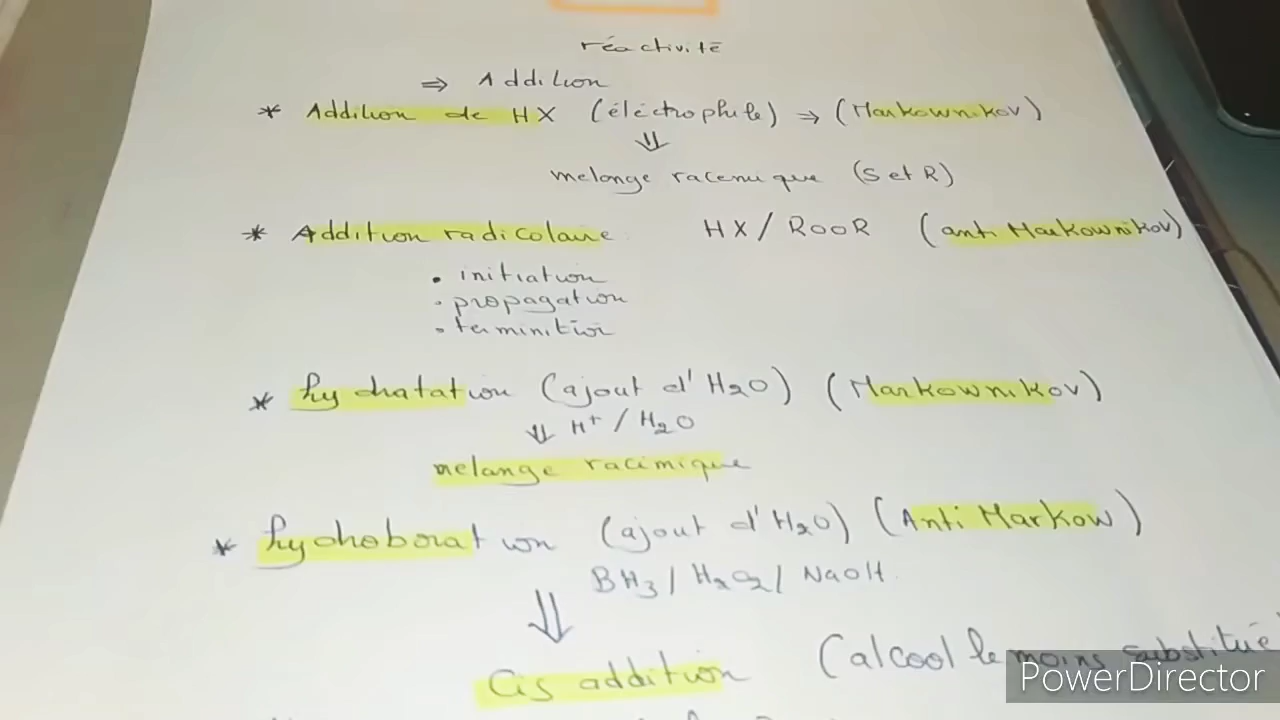 réactivité
⇒ Addition
* Addition de HX (éléctrophile) → (Markownikov)
⇓
melange racemique (S et R)
* Addition radicolaire HX/ROOR (anti Markownikov)
• initiation
• propagation
• terminition
* hydratation (ajout d'H2O) (Markownikov)
⇓ H+ / H2O
melange racimique
* hydroboration (ajout d'H2O) (Anti Markow)
BH3 / H2O2 / NaOH
⇓
Cis addition (alcool le moins substitué
PowerDirector